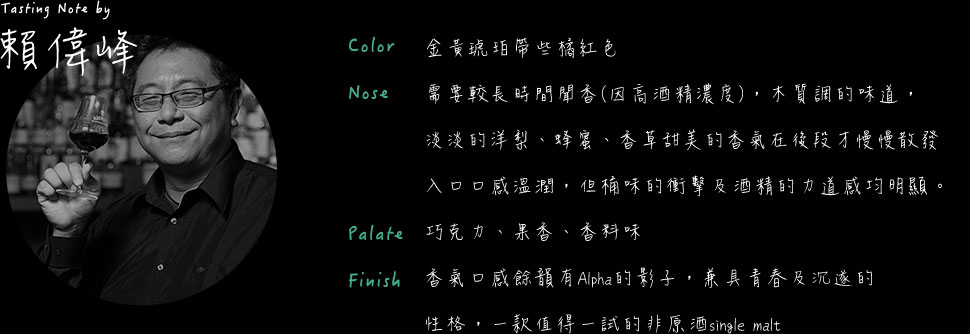 Tasting Note by
賴偉峰
Color 金黃琥珀帶些橘紅色
Nose 需要較長時間聞香(因高酒精濃度)，木質調的味道，
淡淡的洋梨、蜂蜜、香草甜美的香氣在後段才慢慢散發
入口口感溫潤，但桶味的衝擊及酒精的力道感均明顯。
Palate 巧克力、果香、香料味
Finish 香氣口感餘韻有Alpha的影子，兼具青春及沉邃的
性格，一款值得一試的非原酒single malt